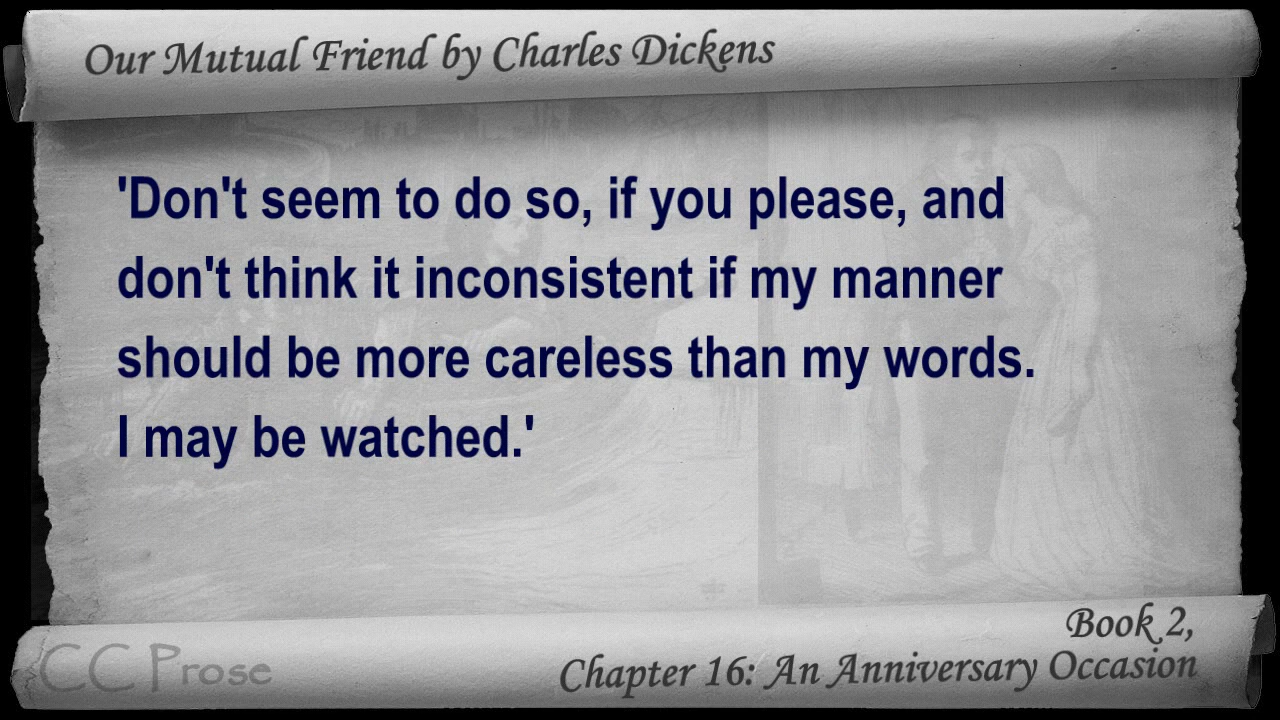 Our Mutual Friend by Charles Dickens
'Don't seem to do so, if you please, and
don't think it inconsistent if my manner
should be more careless than my words.
I may be watched.'
Book 2,
CC Prose
Chapter 16: An Anniversary Occasion